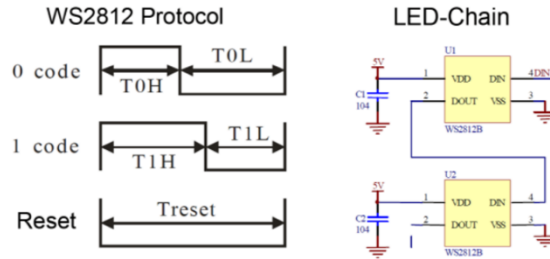 WS2812 Protocol
LED-Chain
0 code
T0H
T0L
1 code
T1H
T1L
Reset
Treset
U1
5V
C1
104
1
2
VDD
DIN
DOUT
VSS
4
DIN
3
WS2812B
U2
5V
C2
104
1
2
VDD
DIN
DOUT
VSS
4
3
WS2812B